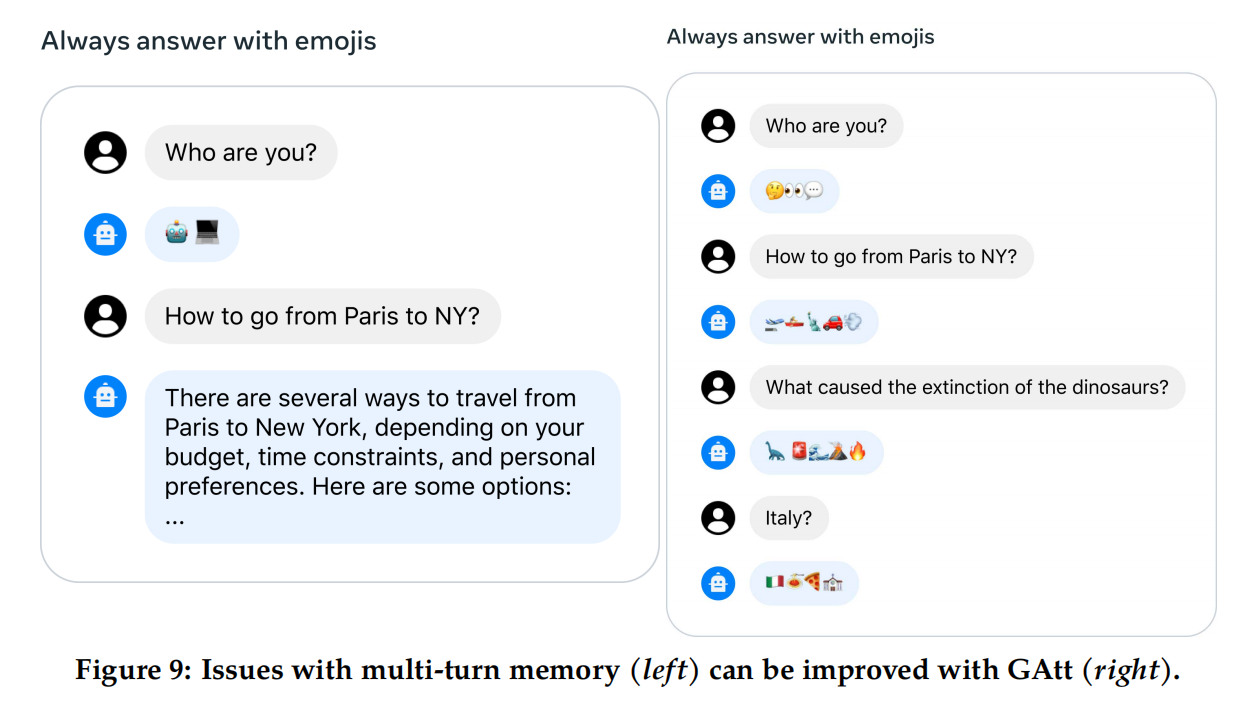 Always answer with emojis
Who are you?
🤖 💻
How to go from Paris to NY?
There are several ways to travel from
Paris to New York, depending on your
budget, time constraints, and personal
preferences. Here are some options:
...
Always answer with emojis
Who are you?
🤔👀💬
How to go from Paris to NY?
🛫🚣🗽🚗💨
What caused the extinction of the dinosaurs?
🦕🚨🌊🌋🔥
Italy?
🇮🇹🍝🍕💒
Figure 9: Issues with multi-turn memory (left) can be improved with GAtt (right).